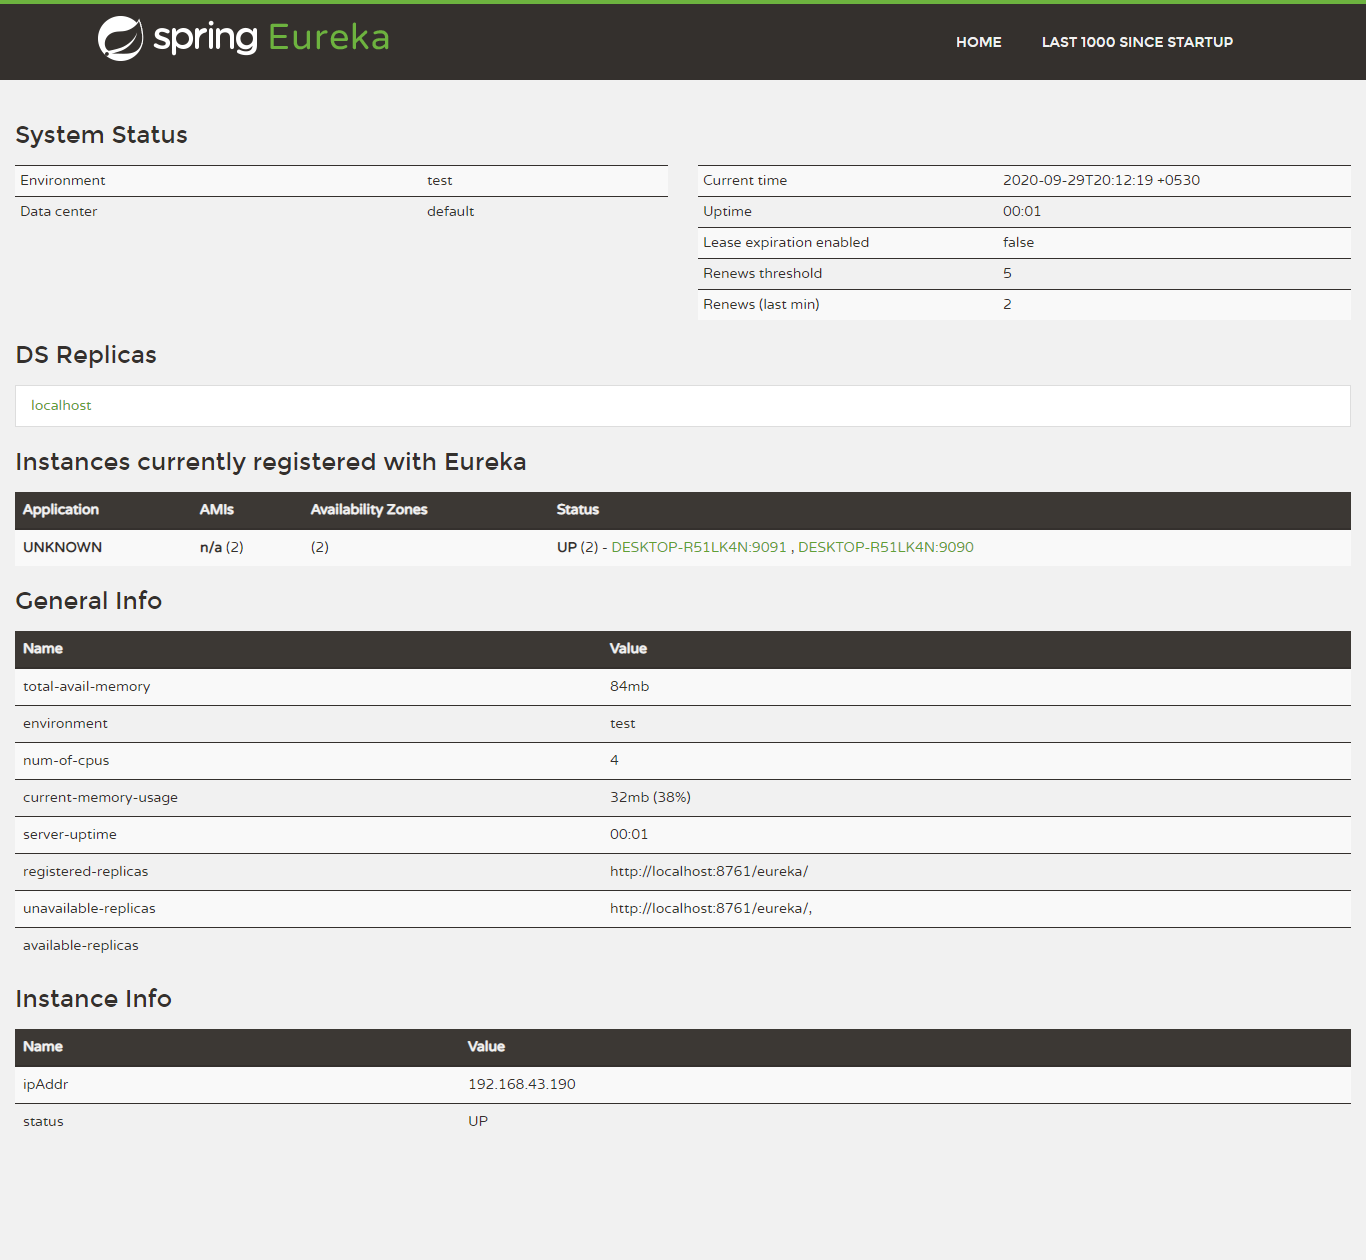 spring Eureka
HOME LAST 1000 SINCE STARTUP
System Status
Environment test
Data center default
Current time 2020-09-29T20:12:19 +0530
Uptime 00:01
Lease expiration enabled false
Renews threshold 5
Renews (last min) 2
DS Replicas
localhost
Instances currently registered with Eureka
Application AMIs Availability Zones Status
UNKNOWN n/a (2) (2) UP (2) - DESKTOP-R51LK4N:9091 , DESKTOP-R51LK4N:9090
General Info
Name Value
total-avail-memory 84mb
environment test
num-of-cpus 4
current-memory-usage 32mb (38%)
server-uptime 00:01
registered-replicas http://localhost:8761/eureka/
unavailable-replicas http://localhost:8761/eureka/,
available-replicas
Instance Info
Name Value
ipAddr 192.168.43.190
status UP